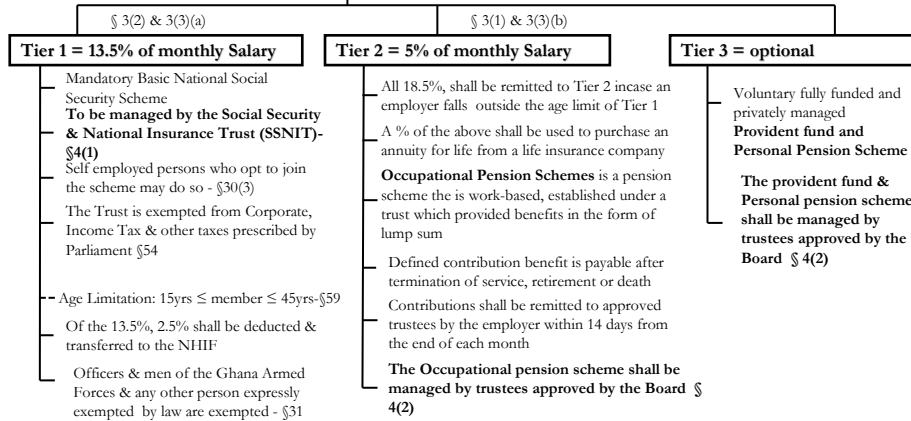 § 3(2) & 3(3)(a)
§ 3(1) & 3(3)(b)
Tier 1 = 13.5% of monthly Salary
Mandatory Basic National Social
Security Scheme
To be managed by the Social Security
& National Insurance Trust (SSNIT)-
§4(1)
Self employed persons who opt to join
the scheme may do so - §30(3)
The Trust is exempted from Corporate,
Income Tax & other taxes prescribed by
Parliament §54
Age Limitation: 15yrs ≤ member ≤ 45yrs-§59
Of the 13.5%, 2.5% shall be deducted &
transferred to the NHIF
Officers & men of the Ghana Armed
Forces & any other person expressly
exempted by law are exempted - §31
Tier 2 = 5% of monthly Salary
All 18.5%, shall be remitted to Tier 2 incase an
employer falls outside the age limit of Tier 1
A % of the above shall be used to purchase an
annuity for life from a life insurance company
Occupational Pension Schemes is a pension
scheme the is work-based, established under a
trust which provided benefits in the form of
lump sum
Defined contribution benefit is payable after
termination of service, retirement or death
Contributions shall be remitted to approved
trustees by the employer within 14 days from
the end of each month
The Occupational pension scheme shall be
managed by trustees approved by the Board §
4(2)
Tier 3 = optional
Voluntary fully funded and
privately managed
Provident fund and
Personal Pension Scheme
The provident fund &
Personal pension scheme
shall be managed by
trustees approved by the
Board § 4(2)